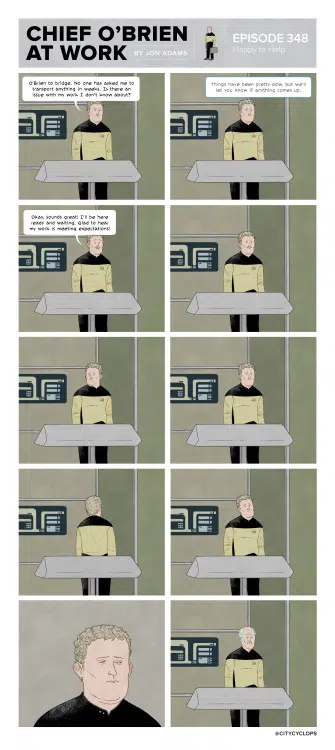 CHIEF O'BRIEN
AT WORK
BY JON ADAMS
EPISODE 348
Happy to Help
O'Brien to bridge. No one has asked me to
transport anything in weeks. Is there an
issue with my work I don't know about?
Things have been pretty slow, but we'll
let you know if anything comes up.
Okay, sounds great! I'll be here
ready and waiting. Glad to hear
my work is meeting expectations!
@CITYCYCLOPS